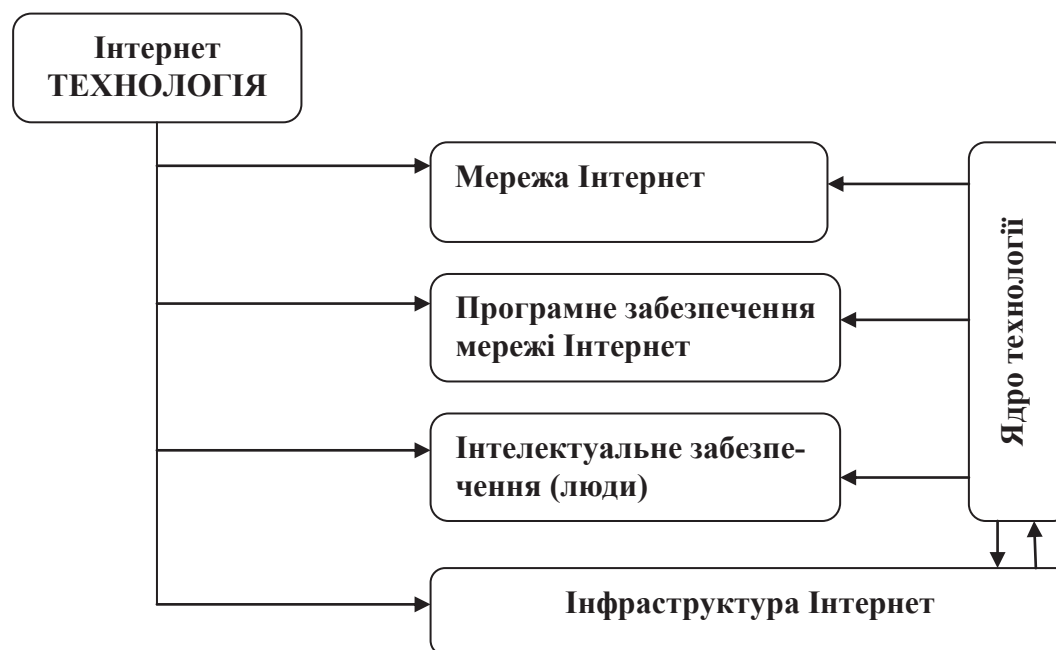 Інтернет
ТЕХНОЛОГІЯ
Мережа Інтернет
Програмне забезпечення
мережі Інтернет
Інтелектуальне забезпе-
чення (люди)
Ядро технології
Інфраструктура Інтернет